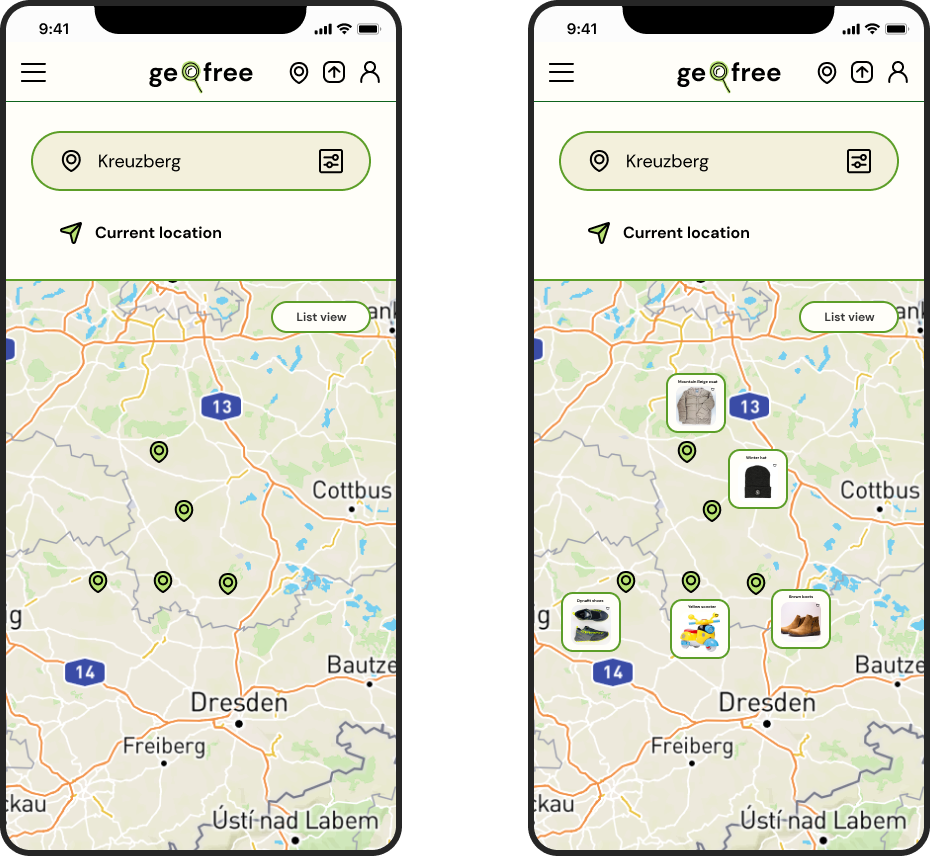 9:41
geofree
Kreuzberg
Current location
List view
ank
13
Cottbus
g
14
Bautze
Dresden
Freiberg
ckau
Ústí nad Labem
9:41
geofree
Kreuzberg
Current location
List view
ank
Mountain Beige coat
13
Winter hat
Cottbus
g
Dynafit shoes
Yellow scooter
Brown boots
14
Bautze
Dresden
Freiberg
ckau
Ústí nad Labem